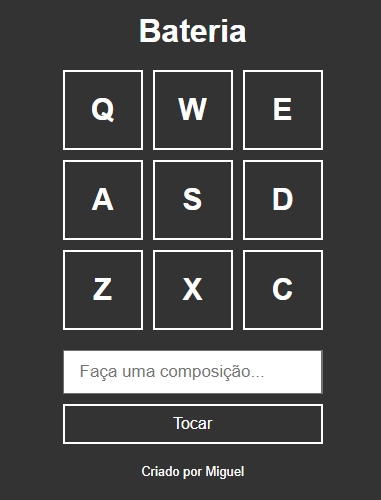 Bateria
Q W E
A S D
Z X C
Faça uma composição...
Tocar
Criado por Miguel